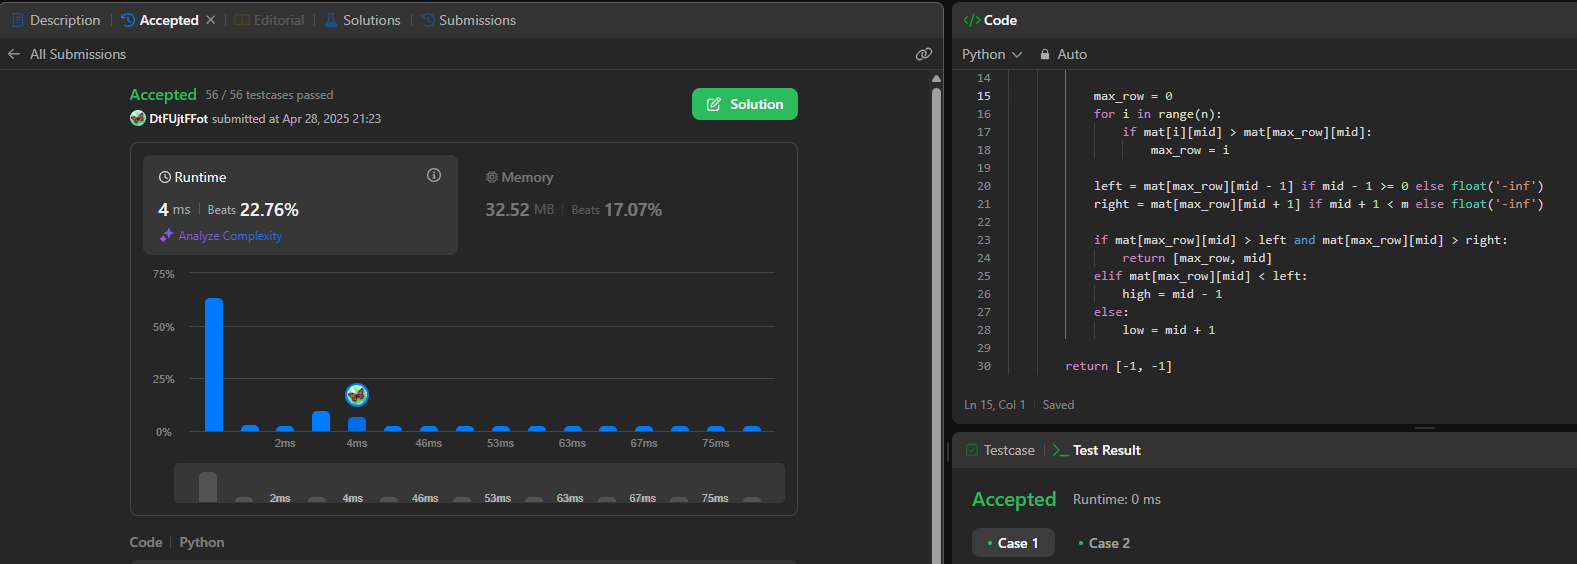 Description
Accepted
Editorial
Solutions
Submissions
All Submissions
Accepted 56 / 56 testcases passed
DtFUjtFFot submitted at Apr 28, 2025 21:23
Solution
Runtime
4 ms Beats 22.76%
Analyze Complexity
Memory
32.52 MB Beats 17.07%
75%
50%
25%
0%
2ms 4ms 46ms 53ms 63ms 67ms 75ms
2ms 4ms 46ms 53ms 63ms 67ms 75ms
Code Python
</> Code
Python Auto
14
15 max_row = 0
16 for i in range(n):
17 if mat[i][mid] > mat[max_row][mid]:
18 max_row = i
19
20 left = mat[max_row][mid - 1] if mid - 1 >= 0 else float('-inf')
21 right = mat[max_row][mid + 1] if mid + 1 < m else float('-inf')
22
23 if mat[max_row][mid] > left and mat[max_row][mid] > right:
24 return [max_row, mid]
25 elif mat[max_row][mid] < left:
26 high = mid - 1
27 else:
28 low = mid + 1
29
30 return [-1, -1]
Ln 15, Col 1 Saved
Testcase
Test Result
Accepted Runtime: 0 ms
Case 1
Case 2